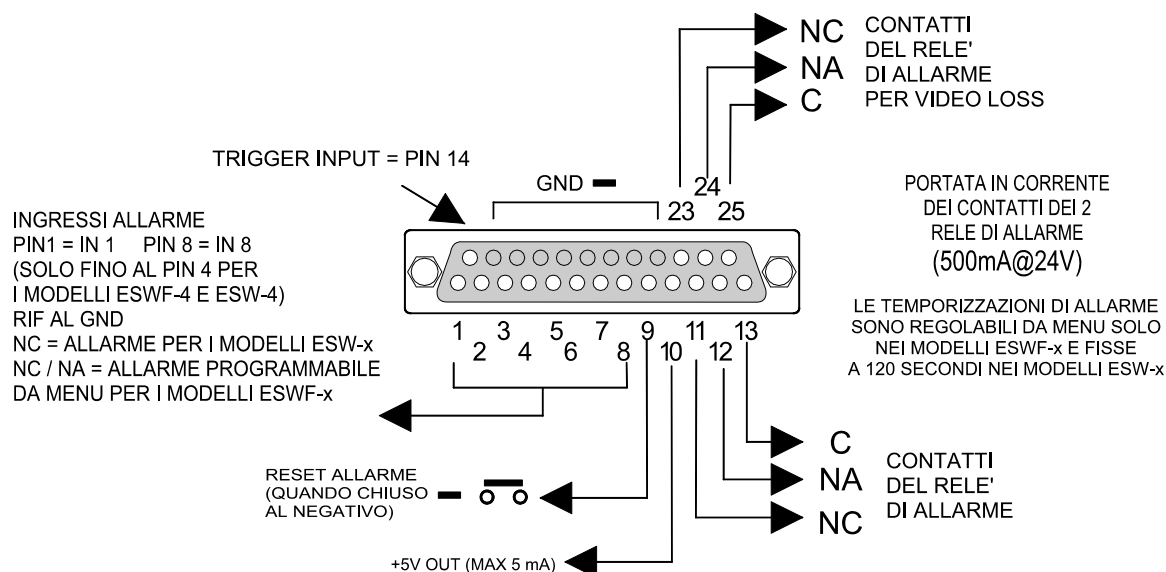 NC
NA
C
CONTATTI
DEL RELE'
DI ALLARME
PER VIDEO LOSS
TRIGGER INPUT = PIN 14
GND
24
23 25
PORTATA IN CORRENTE
DEI CONTATTI DEI 2
RELE DI ALLARME
(500mA@24V)
INGRESSI ALLARME
PIN1 = IN 1 PIN 8 = IN 8
(SOLO FINO AL PIN 4 PER
I MODELLI ESWF-4 E ESW-4)
RIF AL GND
NC = ALLARME PER I MODELLI ESW-x
NC / NA = ALLARME PROGRAMMABILE
DA MENU PER I MODELLI ESWF-x
LE TEMPORIZZAZIONI DI ALLARME
SONO REGOLABILI DA MENU SOLO
NEI MODELLI ESWF-x E FISSE
A 120 SECONDI NEI MODELLI ESW-x
1 3 5 7 9 11 13
2 4 6 8 10 12
RESET ALLARME
(QUANDO CHIUSO
AL NEGATIVO)
+5V OUT (MAX 5 mA)
C
NA
NC
CONTATTI
DEL RELE'
DI ALLARME